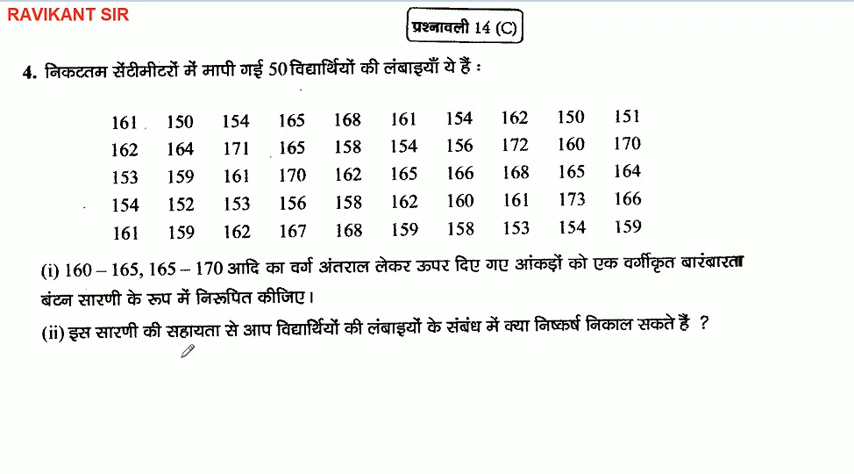 RAVIKANT SIR
प्रश्नावली 14 (C)
4. निकटतम सेंटीमीटरों में मापी गई 50 विद्यार्थियों की लंबाइयाँ ये हैं :
161 150 154 165 168 161 154 162 150 151
162 164 171 165 158 154 156 172 160 170
153 159 161 170 162 165 166 168 165 164
154 152 153 156 158 162 160 161 173 166
161 159 162 167 168 159 158 153 154 159
(i) 160 – 165, 165 – 170 आदि का वर्ग अंतराल लेकर ऊपर दिए गए आंकड़ों को एक वर्गीकृत बारंबारता
बंटन सारणी के रूप में निरूपित कीजिए।
(ii) इस सारणी की सहायता से आप विद्यार्थियों की लंबाइयों के संबंध में क्या निष्कर्ष निकाल सकते हैं ?